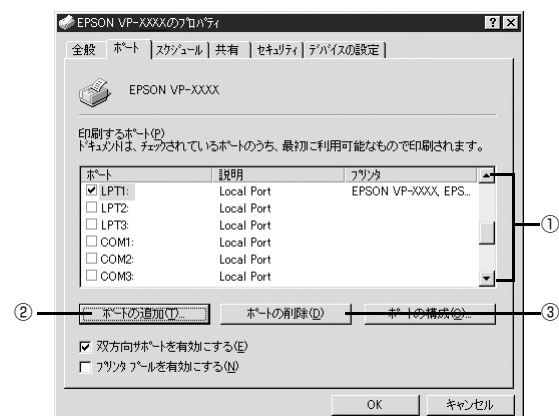 EPSON VP-XXXXのプロパティ
全般 ポート スケジュール 共有 セキュリティ デバイスの設定
EPSON VP-XXXX
印刷するポート(P)
ドキュメントは、チェックされているポートのうち、最初に利用可能なもので印刷されます。
ポート 説明 プリンタ
LPT1: Local Port EPSON VP-XXX, EPS...
LPT2: Local Port
LPT3: Local Port
COM1: Local Port
COM2: Local Port
COM3: Local Port
①
② ポートの追加(T)... ポートの削除(D) ポートの構成(C)... ③
双方向サポートを有効にする(E)
プリンタ プールを有効にする(N)
OK キャンセル